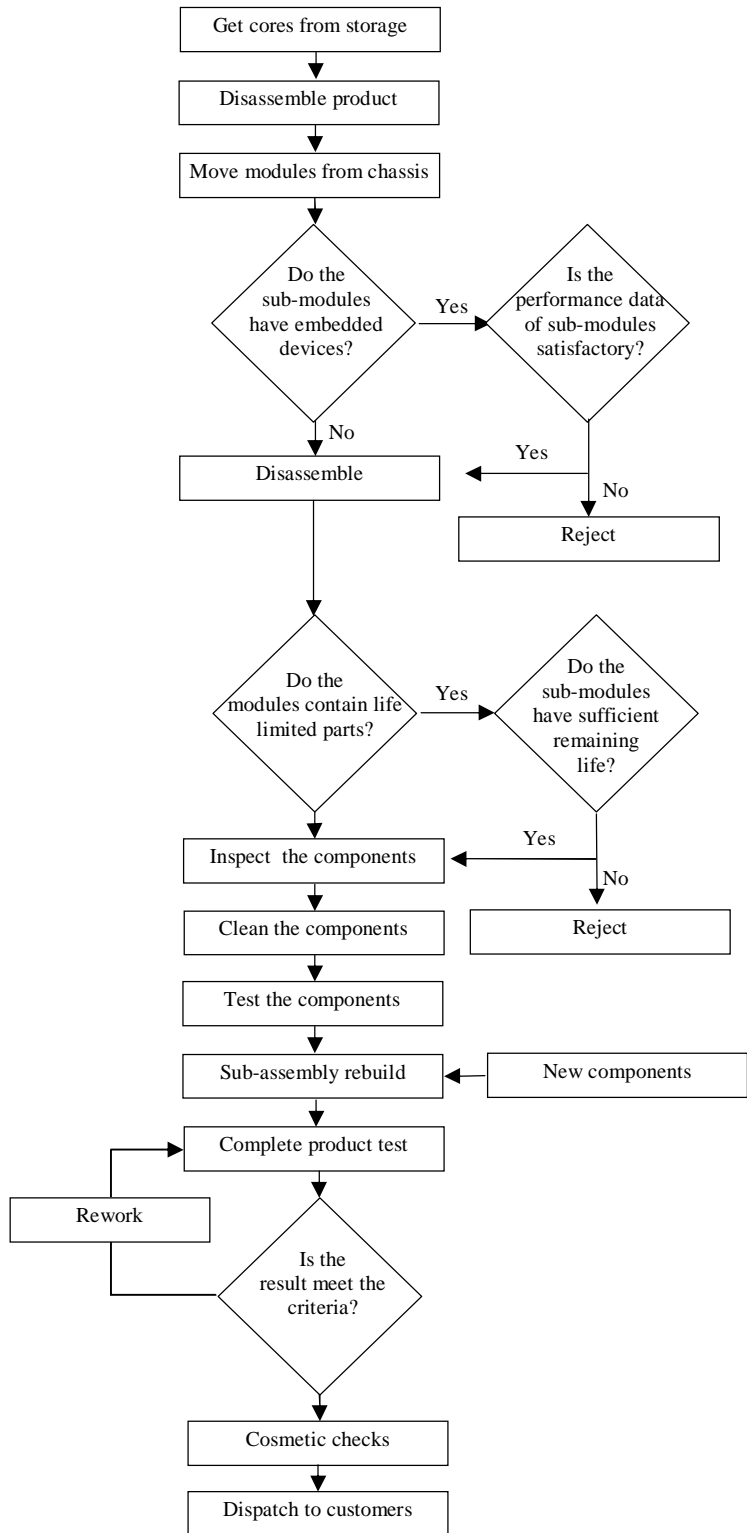 Get cores from storage
Disassemble product
Move modules from chassis
Do the
sub-modules
have embedded
devices?
Yes
Is the
performance data
of sub-modules
satisfactory?
No
Disassemble
Yes
No
Reject
Do the
modules contain life
limited parts?
Yes
Do the
sub-modules
have sufficient
remaining
life?
Inspect the components
Yes
No
Reject
Clean the components
Test the components
Sub-assembly rebuild
New components
Complete product test
Rework
Is the
result meet the
criteria?
Cosmetic checks
Dispatch to customers